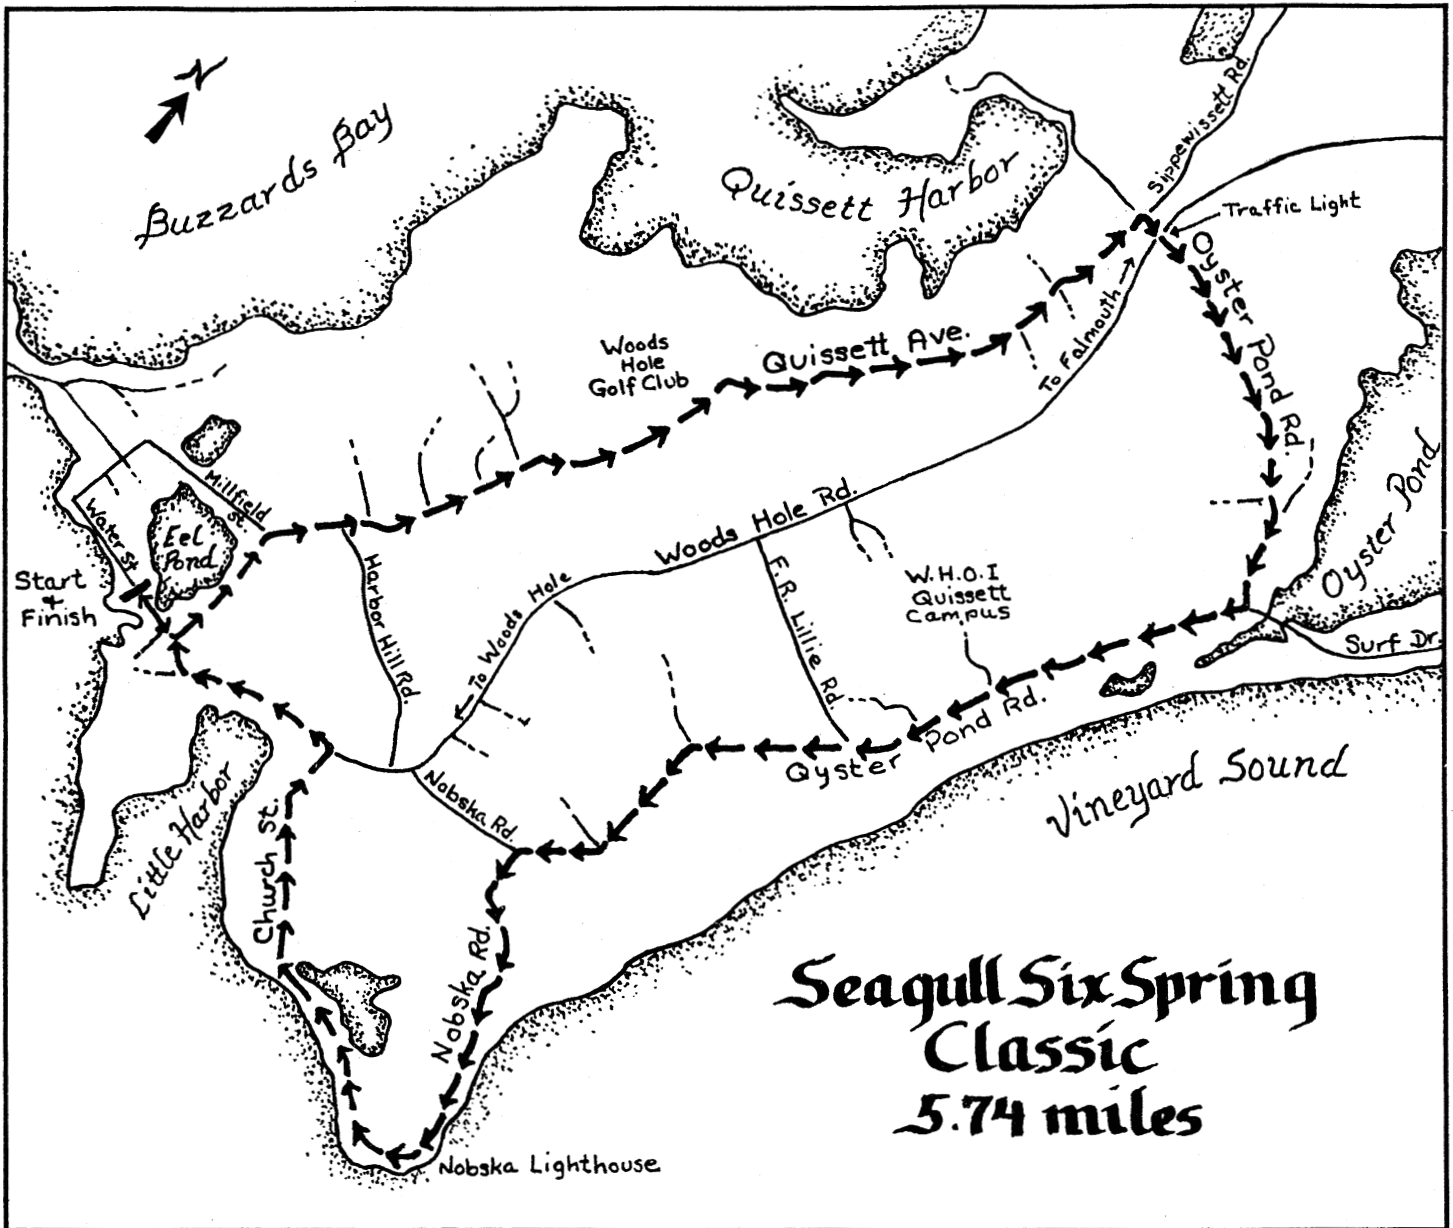 N
Buzzards Bay
Quissett Harbor
Sippewissett Rd.
Traffic Light
Oyster Pond Rd.
To Falmouth
Quissett Ave.
Woods
Hole
Golf Club
Millfield
St.
Water St
Eel
Pond
Start
+
Finish
Harbor Hill Rd.
To Woods Hole
Woods Hole Rd.
F. R. Lillie Rd.
W.H.O.I
Quissett
Campus
Oyster Pond
Surf Dr.
Oyster Pond Rd.
Vineyard Sound
Nobska Rd.
Little Harbor
Church St.
Nobska Rd.
Nobska Lighthouse
Seagull Six Spring
Classic
5.74 miles